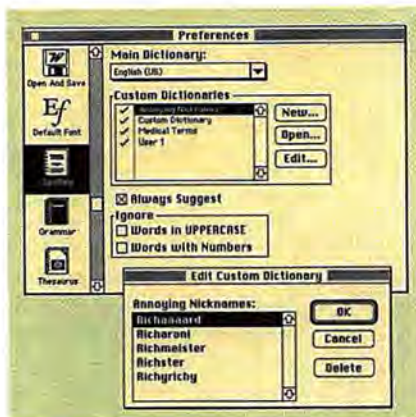 Preferences
Open And Save
Default Font
Spelling
Grammar
Thesaurus
Main Dictionary:
English (US)
Custom Dictionaries
Annoying Nicknames
Custom Dictionary
Medical Terms
User 1
New...
Open...
Edit...
Always Suggest
Ignore
Words in UPPERCASE
Words with Numbers
Edit Custom Dictionary
Annoying Nicknames:
Richaaaard
Richaroni
Richmeister
Richster
Richyrichy
OK
Cancel
Delete